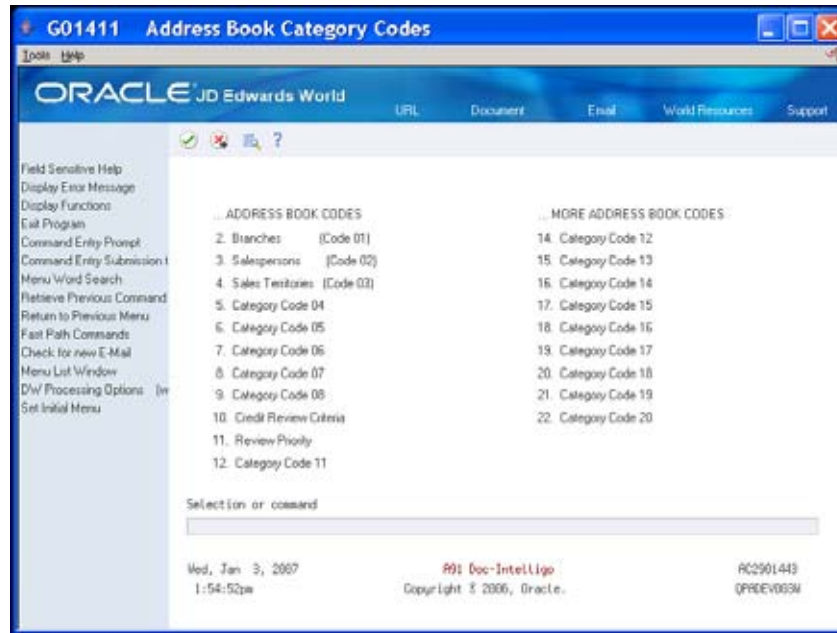 G01411 Address Book Category Codes
Tools Help
ORACLE JD Edwards World
URL Document Email World Resources Support
Field Sensitive Help
Display Error Message
Display Functions
Exit Program
Command Entry Prompt
Command Entry Submission t
Menu Word Search
Retrieve Previous Command
Return to Previous Menu
Fast Path Commands
Check for new E-Mail
Menu List Window
DW Processing Options (w
Set Initial Menu
... ADDRESS BOOK CODES
2. Branches (Code 01)
3. Salespersons (Code 02)
4. Sales Territories (Code 03)
5. Category Code 04
6. Category Code 05
7. Category Code 06
8. Category Code 07
9. Category Code 08
10. Credit Review Criteria
11. Review Priority
12. Category Code 11
... MORE ADDRESS BOOK CODES
14. Category Code 12
15. Category Code 13
16. Category Code 14
17. Category Code 15
18. Category Code 16
19. Category Code 17
20. Category Code 18
21. Category Code 19
22. Category Code 20
Selection or command
Wed, Jan 3, 2007 A91 Doc-Intelligo AC2901443
1:54:52pm Copyright 2006, Oracle. QPADEV003W